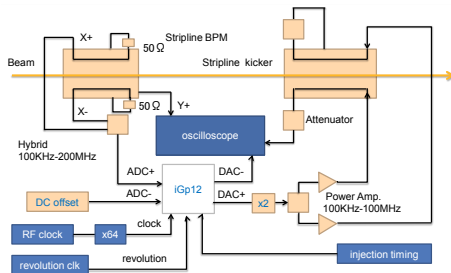 X+
50 Ω
Stripline BPM
Beam
Stripline kicker
X-
50 Ω
Y+
Hybrid
100KHz-200MHz
oscilloscope
Attenuator
ADC+
DAC-
iGp12
ADC-
DAC+
DC offset
x2
Power Amp.
100KHz-100MHz
clock
RF clock
x64
revolution clk
revolution
injection timing